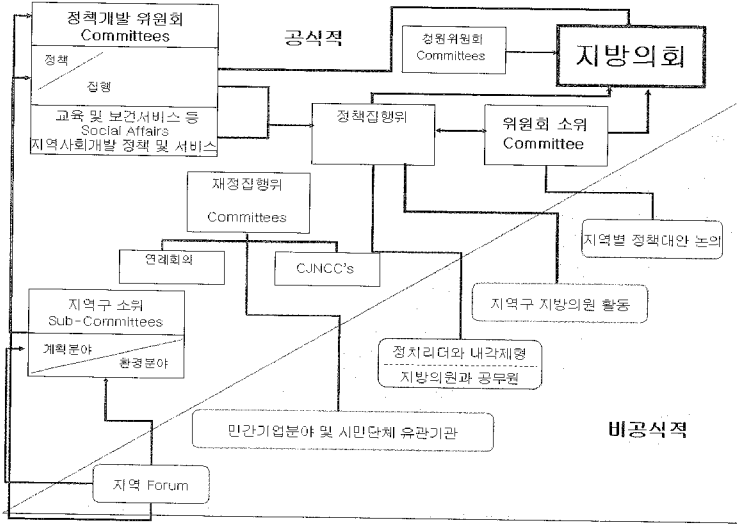 정책개발 위원회
Committees
정책
집행
교육 및 보건서비스 등
Social Affairs
지역사회개발 정책 및 서비스
공식적
청원위원회
Committees
지방의회
정책집행위
위원회 소위
Committee
재정집행위
Committees
연례회의
CJNCC's
지역별 정책대안 논의
지역구 지방의원 활동
지역구 소위
Sub-Committees
계획분야
환경분야
정치리더와 내각제형
지방의원과 공무원
민간기업분야 및 시민단체 유관기관
비공식적
지역 Forum